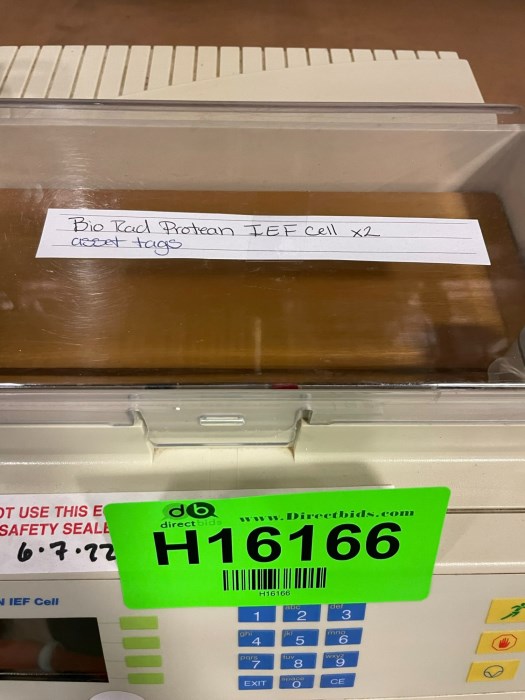 Bio Rad Protean IEF Cell x2
asset tags
OT USE THIS E
SAFETY SEALE
6·7·22
db
directbids
www.Directbids.com
H16166
H16166
N IEF Cell
1
abc
2
def
3
ghi
4
jkl
5
mno
6
pqrs
7
tuv
8
wxyz
9
EXIT
space
0
CE